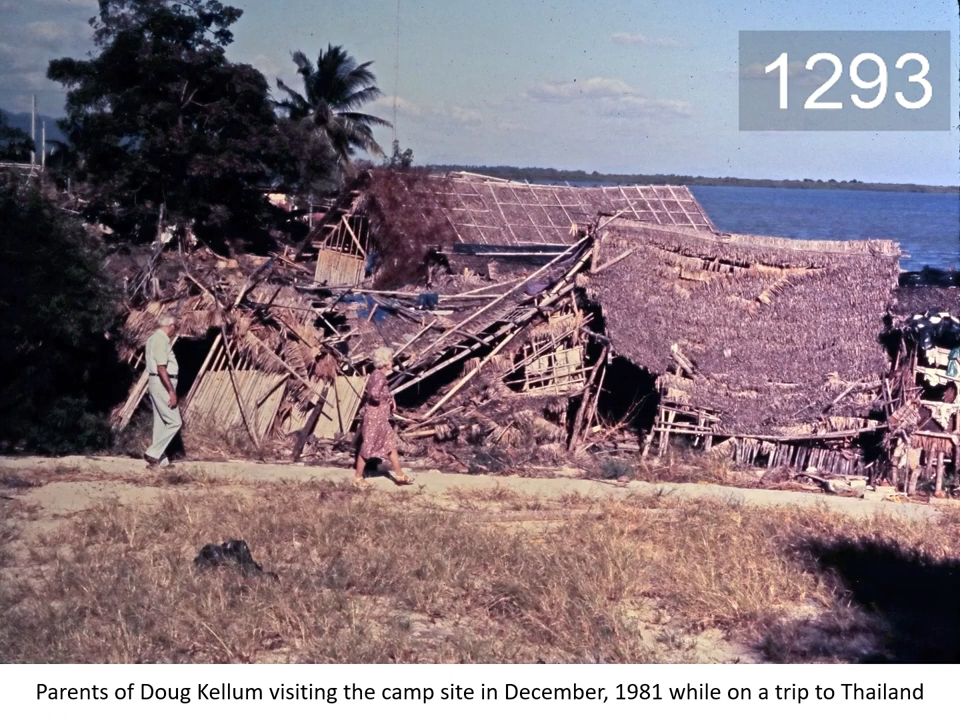 1293
Parents of Doug Kellum visiting the camp site in December, 1981 while on a trip to Thailand